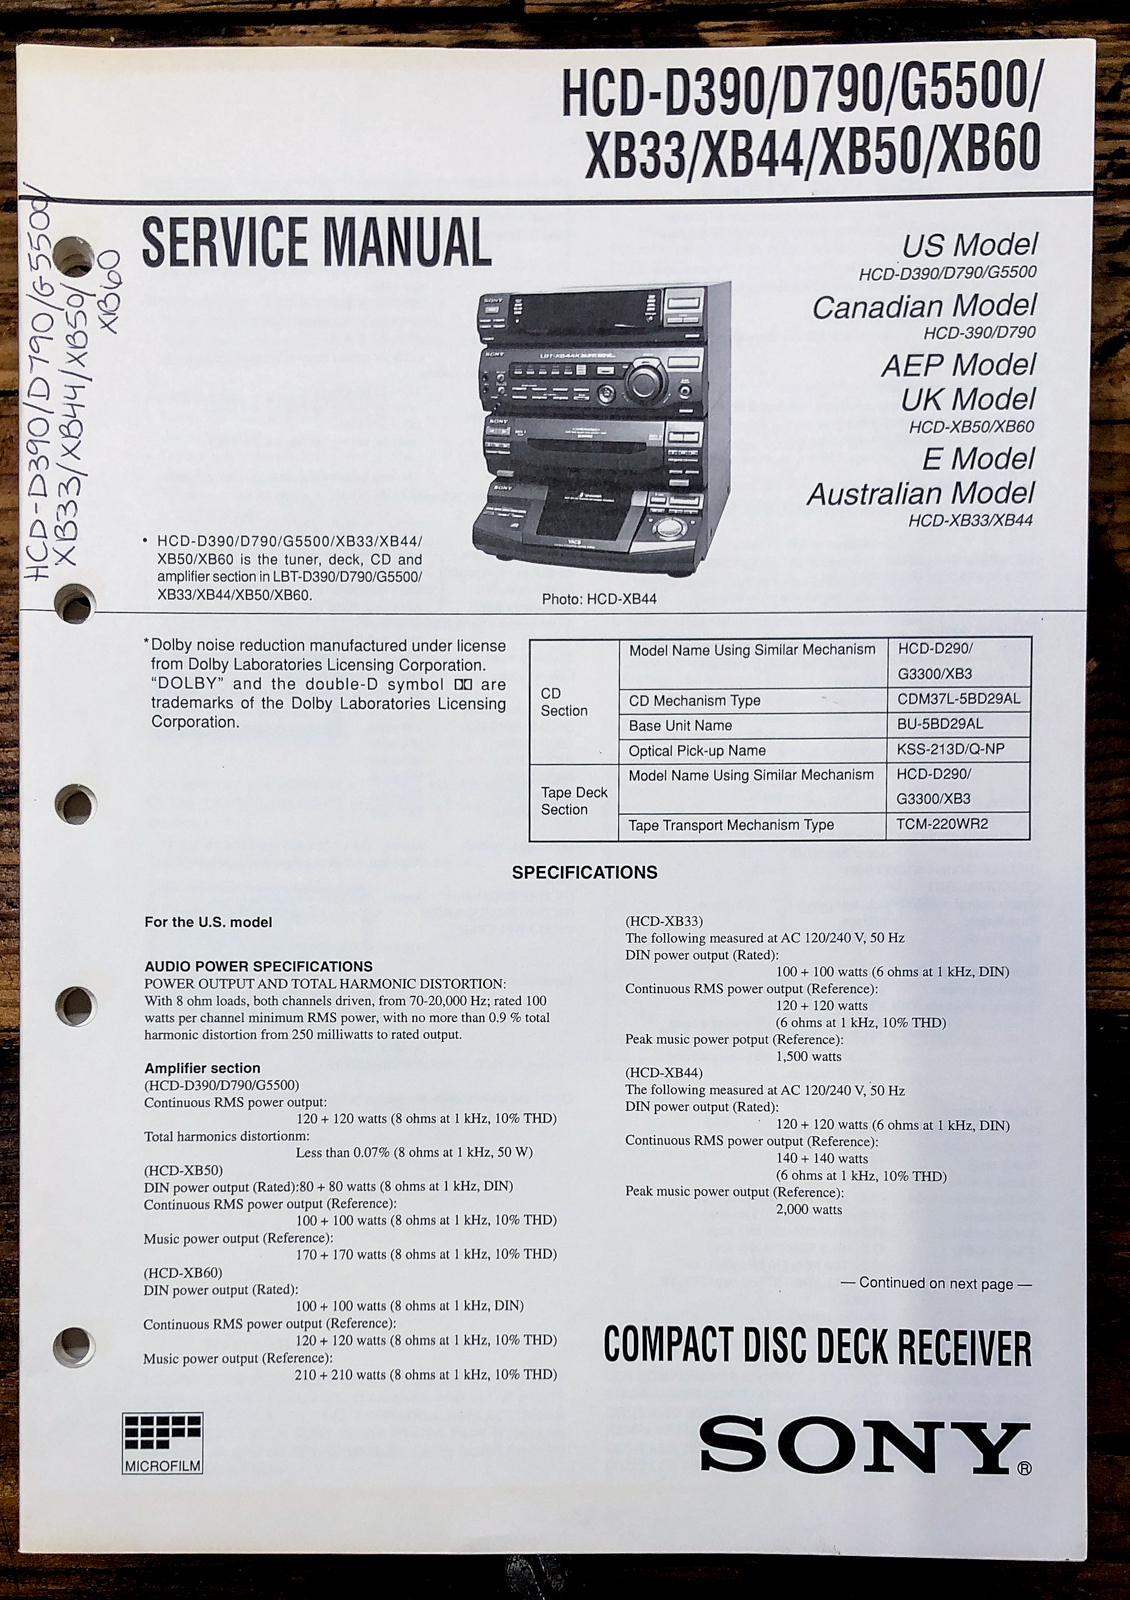 HCD-D390/D790/G5500/
XB33/XB44/XB50/XB60
HCD-D390/D790/G5500/
XB33/XB44/XB50/
XB60
SERVICE MANUAL
US Model
HCD-D390/D790/G5500
Canadian Model
HCD-390/D790
AEP Model
UK Model
HCD-XB50/XB60
E Model
Australian Model
HCD-XB33/XB44
SONY
SONY
SONY
SONY
• HCD-D390/D790/G5500/XB33/XB44/
XB50/XB60 is the tuner, deck, CD and
amplifier section in LBT-D390/D790/G5500/
XB33/XB44/XB50/XB60.
Photo: HCD-XB44
*Dolby noise reduction manufactured under license
from Dolby Laboratories Licensing Corporation.
“DOLBY” and the double-D symbol are
trademarks of the Dolby Laboratories Licensing
Corporation.
CD
Section
Model Name Using Similar Mechanism
HCD-D290/
G3300/XB3
CD Mechanism Type
CDM37L-5BD29AL
Base Unit Name
BU-5BD29AL
Optical Pick-up Name
KSS-213D/Q-NP
Tape Deck
Section
Model Name Using Similar Mechanism
HCD-D290/
G3300/XB3
Tape Transport Mechanism Type
TCM-220WR2
SPECIFICATIONS
For the U.S. model
AUDIO POWER SPECIFICATIONS
POWER OUTPUT AND TOTAL HARMONIC DISTORTION:
With 8 ohm loads, both channels driven, from 70-20,000 Hz; rated 100
watts per channel minimum RMS power, with no more than 0.9 % total
harmonic distortion from 250 milliwatts to rated output.
Amplifier section
(HCD-D390/D790/G5500)
Continuous RMS power output:
120 + 120 watts (8 ohms at 1 kHz, 10% THD)
Total harmonics distortionm:
Less than 0.07% (8 ohms at 1 kHz, 50 W)
(HCD-XB50)
DIN power output (Rated):80 + 80 watts (8 ohms at 1 kHz, DIN)
Continuous RMS power output (Reference):
100 + 100 watts (8 ohms at 1 kHz, 10% THD)
Music power output (Reference):
170 + 170 watts (8 ohms at 1 kHz, 10% THD)
(HCD-XB60)
DIN power output (Rated):
100 + 100 watts (8 ohms at 1 kHz, DIN)
Continuous RMS power output (Reference):
120 + 120 watts (8 ohms at 1 kHz, 10% THD)
Music power output (Reference):
210 + 210 watts (8 ohms at 1 kHz, 10% THD)
(HCD-XB33)
The following measured at AC 120/240 V, 50 Hz
DIN power output (Rated):
100 + 100 watts (6 ohms at 1 kHz, DIN)
Continuous RMS power output (Reference):
120 + 120 watts
(6 ohms at 1 kHz, 10% THD)
Peak music power potput (Reference):
1,500 watts
(HCD-XB44)
The following measured at AC 120/240 V, 50 Hz
DIN power output (Rated):
120 + 120 watts (6 ohms at 1 kHz, DIN)
Continuous RMS power output (Reference):
140 + 140 watts
(6 ohms at 1 kHz, 10% THD)
Peak music power output (Reference):
2,000 watts
— Continued on next page —
COMPACT DISC DECK RECEIVER
MICROFILM
SONY®